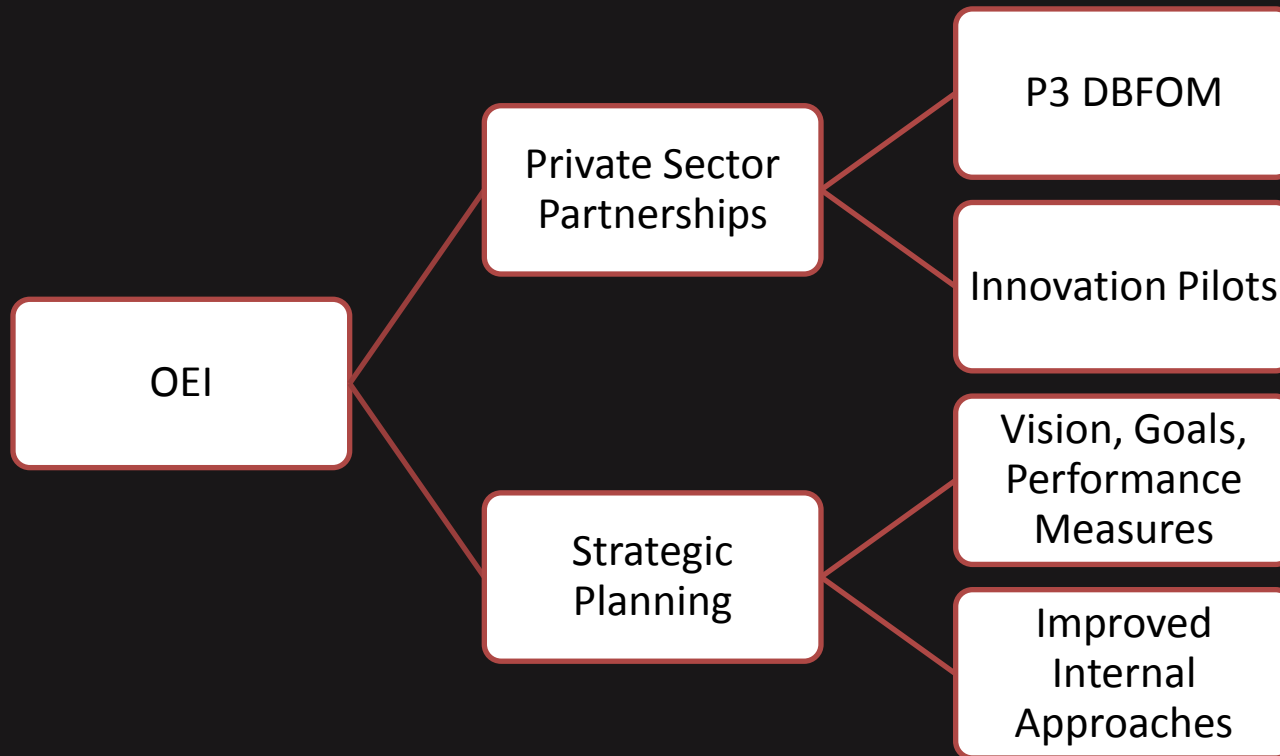 OEI
Private Sector
Partnerships
P3 DBFOM
Innovation Pilots
Strategic
Planning
Vision, Goals,
Performance
Measures
Improved
Internal
Approaches